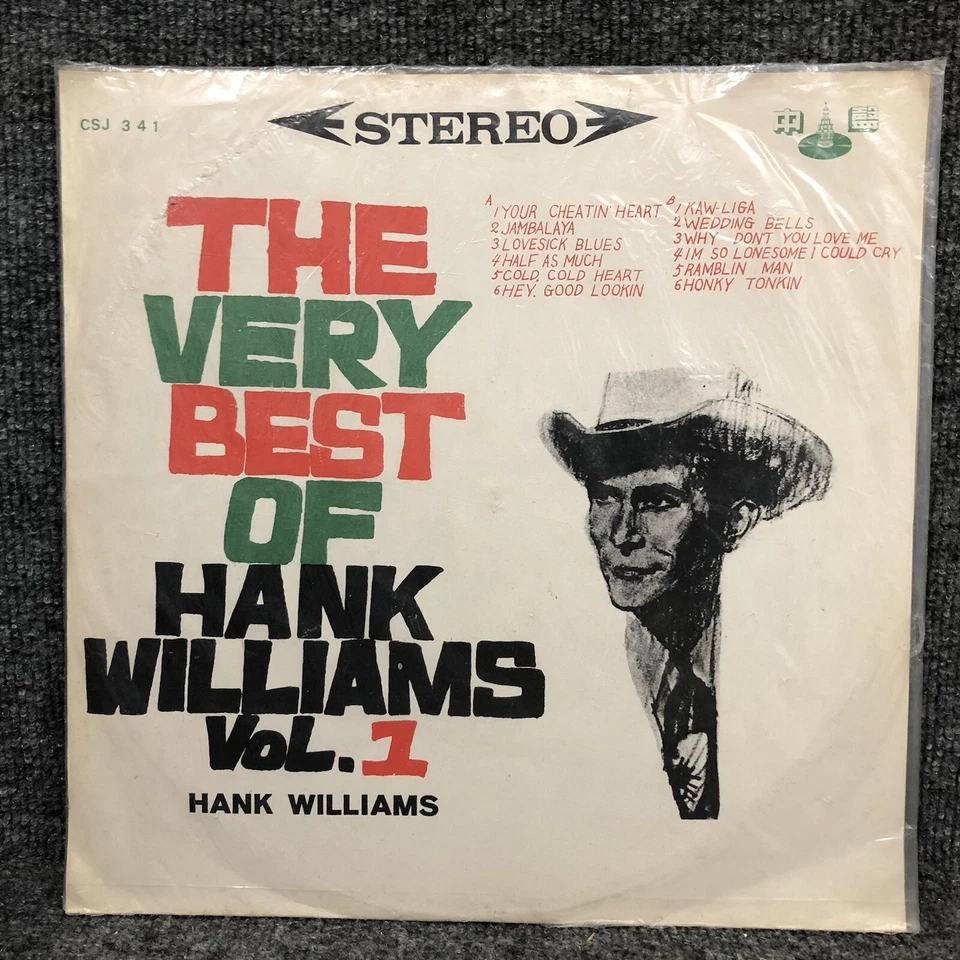 CSJ 341
STEREO
中聲
A
1 YOUR CHEATIN' HEART
2. JAMBALAYA
3 LOVESICK BLUES
4 HALF AS MUCH
5 COLD, COLD HEART
6 HEY, GOOD LOOKIN
B
1 KAW-LIGA
2 WEDDING BELLS
3 WHY DON'T YOU LOVE ME
4 IM SO LONESOME I COULD CRY
5 RAMBLIN MAN
6 HONKY TONKIN
THE
VERY
BEST
OF
HANK
WILLIAMS
VOL. 1
HANK WILLIAMS